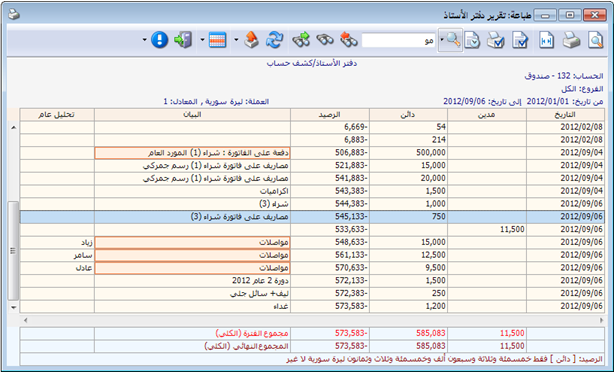 طباعة: تقرير دفتر الأستاذ
مو
دفتر الأستاذ/كشف حساب
الحساب: 132 - صندوق
الفروع: الكل
من تاريخ: 2012/01/01 إلى تاريخ: 2012/09/06 العملة: ليرة سورية , المعادل: 1
التاريخ مدين دائن الرصيد البيان تحليل عام
2012/02/08 54 6,669-
2012/02/08 214 6,883-
2012/09/04 500,000 506,883- دفعة على الفاتورة : شراء (1) المورد العام
2012/09/04 15,000 521,883- مصاريف على فاتورة شراء (1) رسم جمركي
2012/09/04 20,000 541,883- مصاريف على فاتورة شراء (1) رسم جمركي
2012/09/04 1,500 543,383- اكراميات
2012/09/06 1,000 544,383- شراء (3)
2012/09/06 750 545,133- مصاريف على فاتورة شراء (3)
2012/09/06 11,500 533,633-
2012/09/06 15,000 548,633- مواصلات زياد
2012/09/06 12,500 561,133- مواصلات سامر
2012/09/06 9,500 570,633- مواصلات عادل
2012/09/06 1,500 572,133- دورة 2 عام 2012
2012/09/06 250 572,383- ليف+ سائل جلي
2012/09/06 1,200 573,583- غداء
11,500 585,083 573,583- مجموع الفترة (الكلي)
11,500 585,083 573,583- المجموع النهائي (الكلي)
الرصيد: [ دائن ] فقط خمسمئة وثلاثة وسبعون ألف وخمسمئة وثلاث وثمانون ليرة سورية لا غير